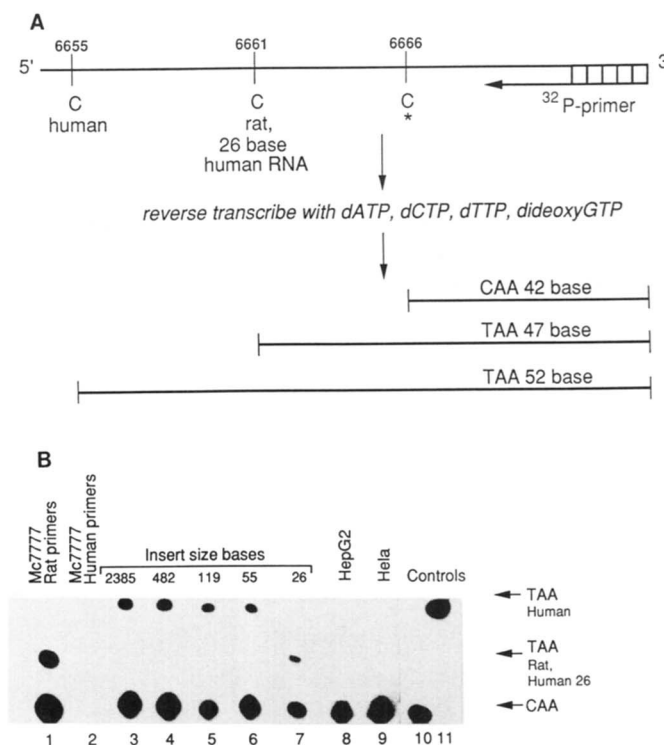 A
6655 6661 6666
5' 3
C C C
human rat, * 32P-primer
26 base
human RNA
reverse transcribe with dATP, dCTP, dTTP, dideoxyGTP
CAA 42 base
TAA 47 base
TAA 52 base
B
Mc7777
Rat primers
Mc7777
Human primers
Insert size bases
2385 482 119 55 26
HepG2
Hela
Controls
TAA
Human
TAA
Rat,
Human 26
CAA
1 2 3 4 5 6 7 8 9 10 11